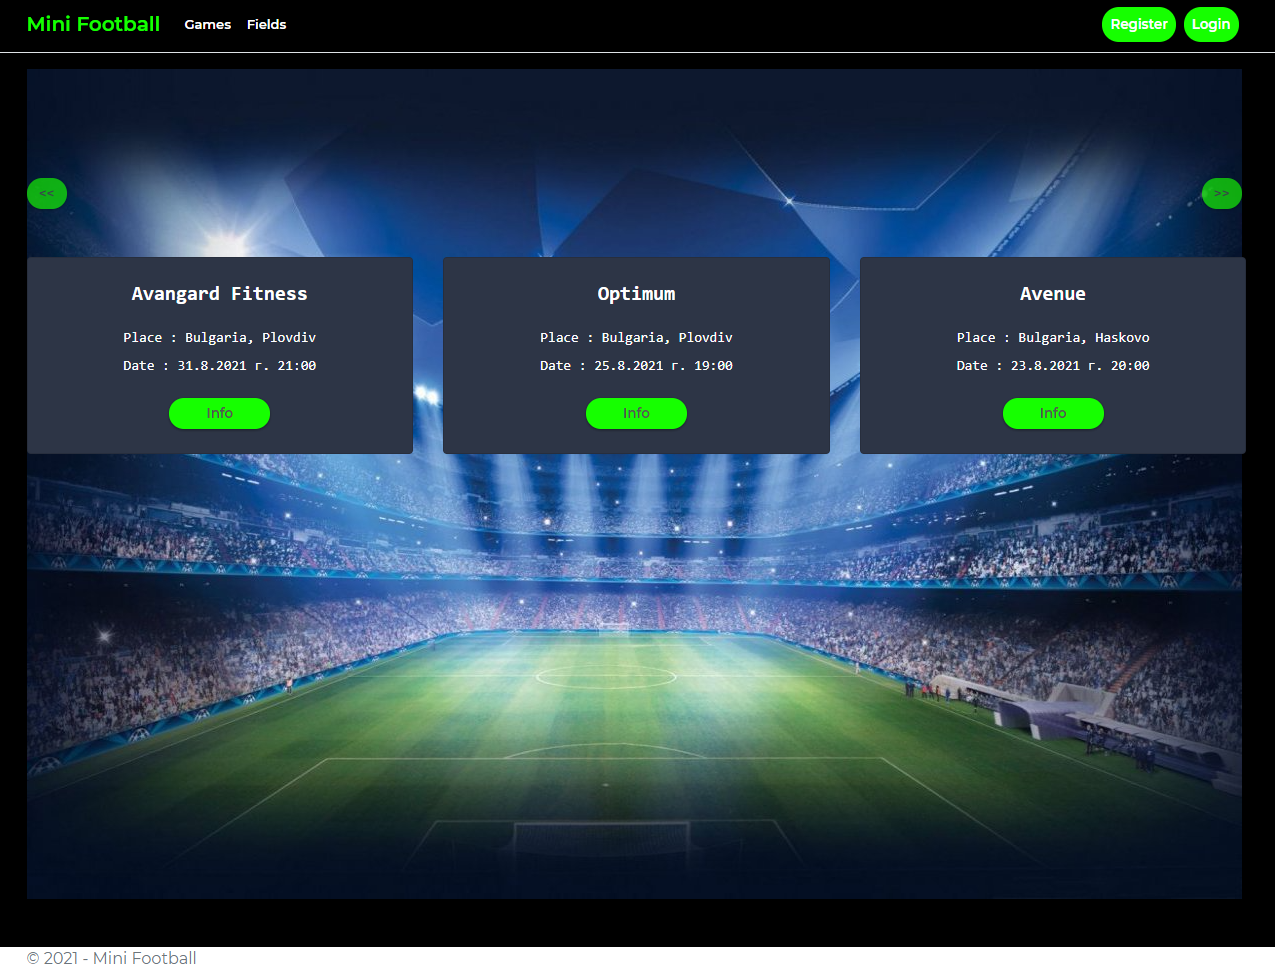 Mini Football Games Fields Register Login
<< >>
Avangard Fitness
Place : Bulgaria, Plovdiv
Date : 31.8.2021 г. 21:00
Info
Optimum
Place : Bulgaria, Plovdiv
Date : 25.8.2021 г. 19:00
Info
Avenue
Place : Bulgaria, Haskovo
Date : 23.8.2021 г. 20:00
Info
© 2021 - Mini Football